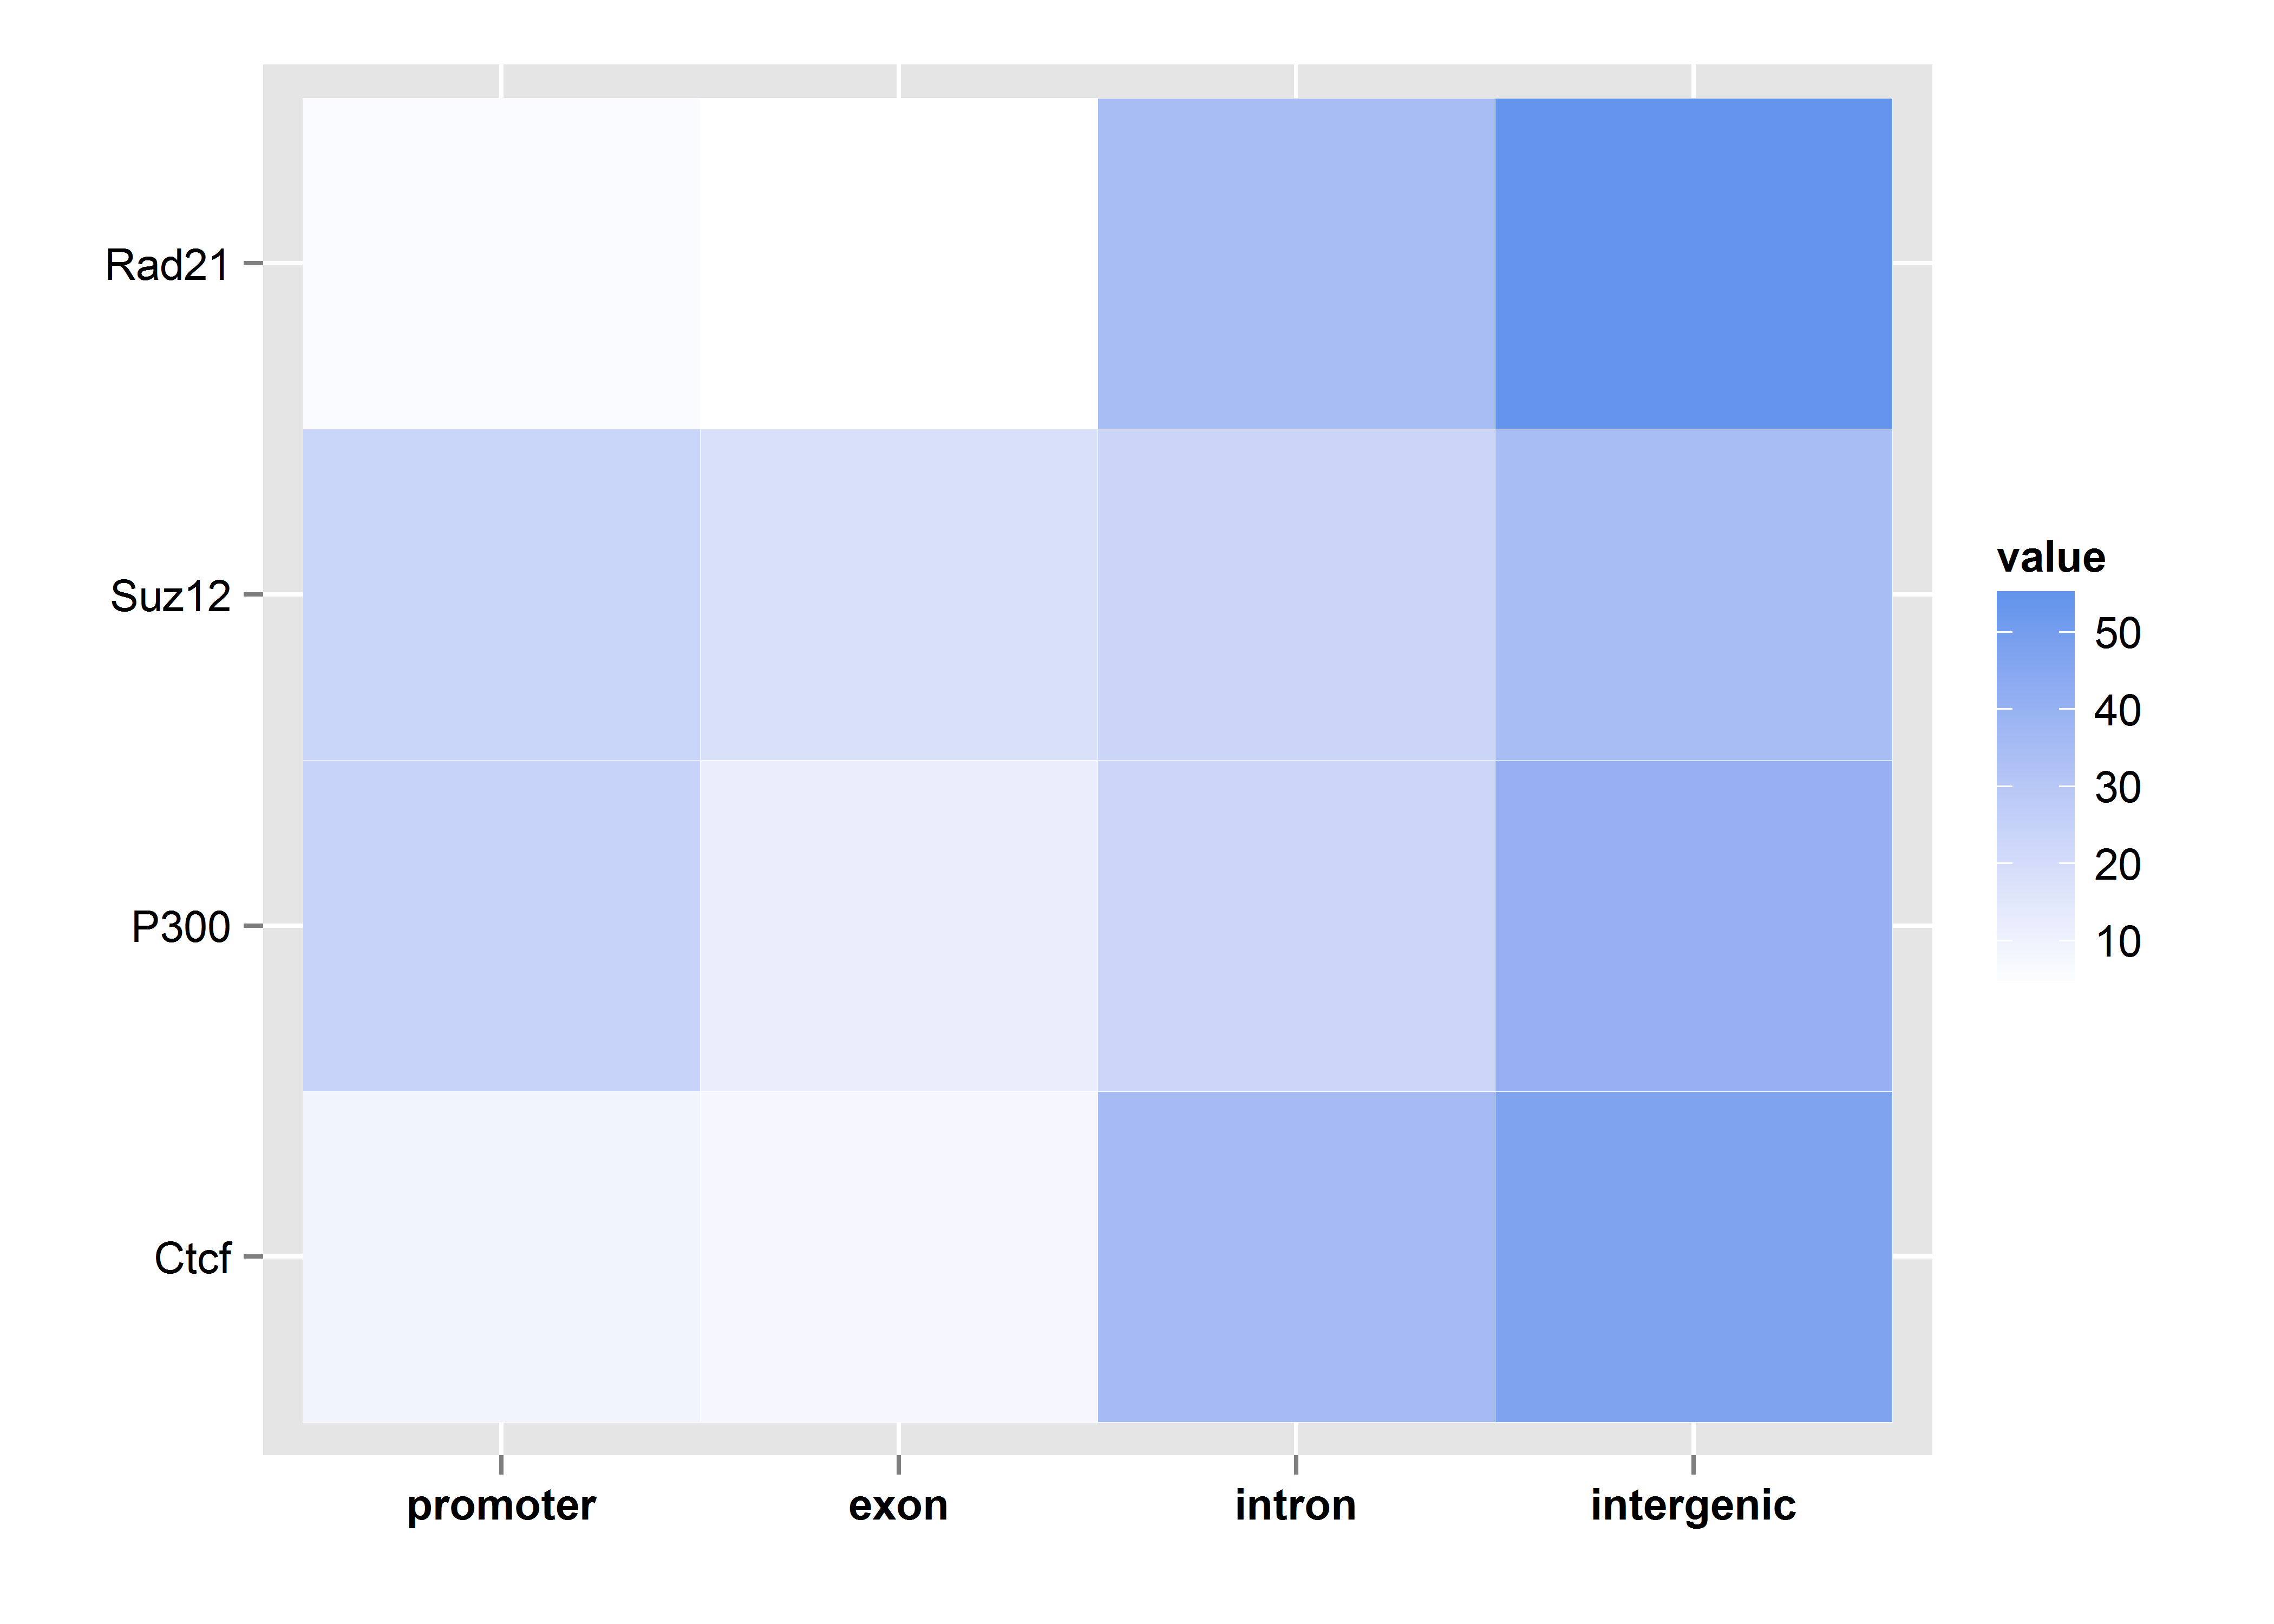 Rad21
Suz12
P300
Ctcf
promoter exon intron intergenic
value
50
40
30
20
10